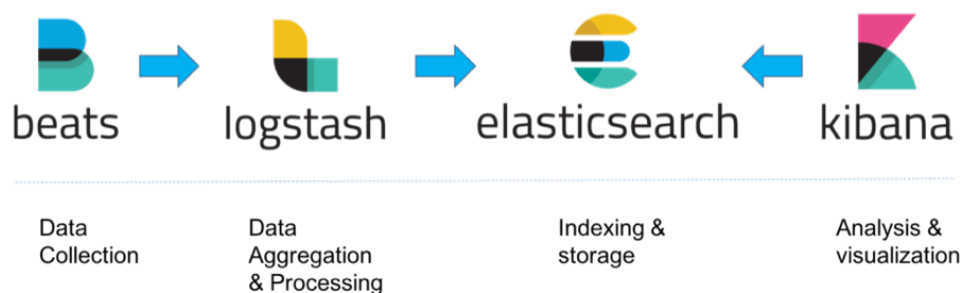 beats
logstash
elasticsearch
kibana
Data
Collection
Data
Aggregation
& Processing
Indexing &
storage
Analysis &
visualization